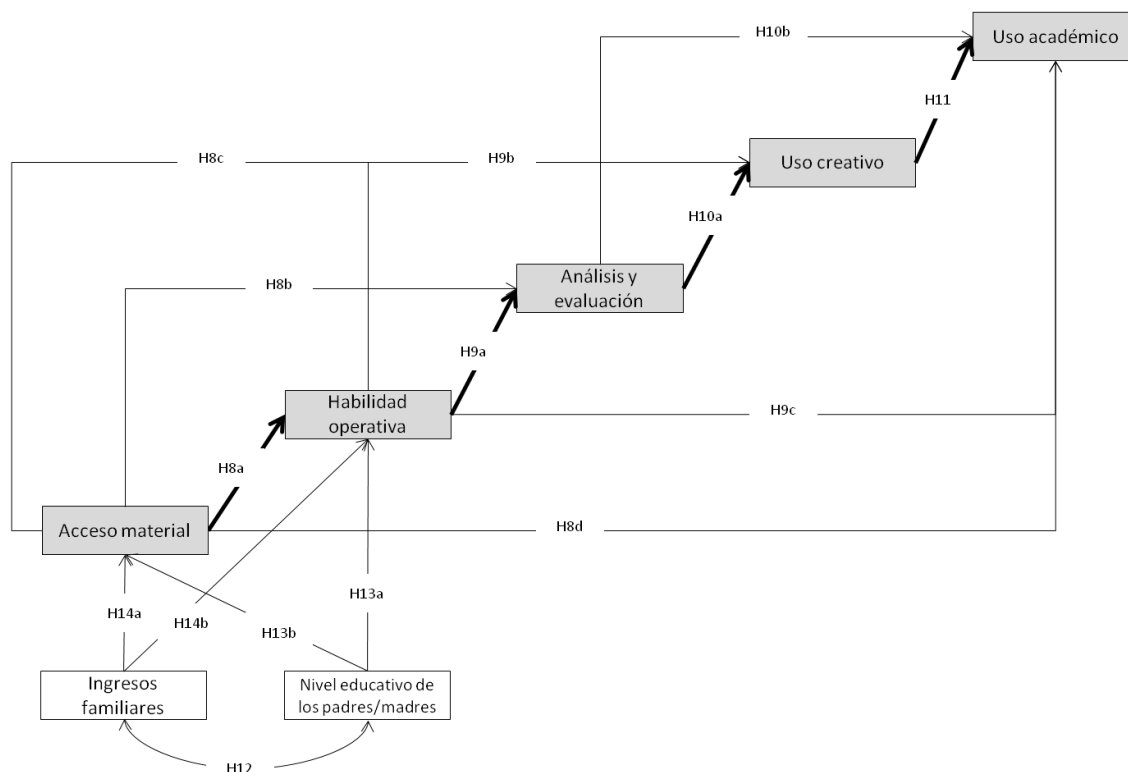 H10b
Uso académico
H11
H8c
H9b
Uso creativo
H10a
H8b
Análisis y
evaluación
H9a
Habilidad
operativa
H9c
H8a
Acceso material
H8d
H14a
H14b
H13b
H13a
Ingresos
familiares
Nivel educativo de
los padres/madres
H12